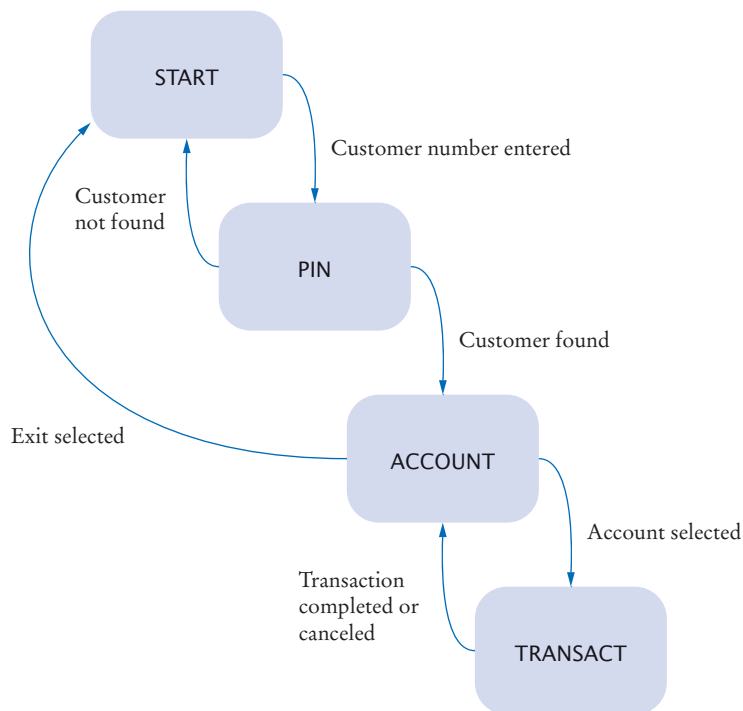 START
Customer number entered
Customer
not found
PIN
Customer found
Exit selected
ACCOUNT
Account selected
Transaction
completed or
canceled
TRANSACT